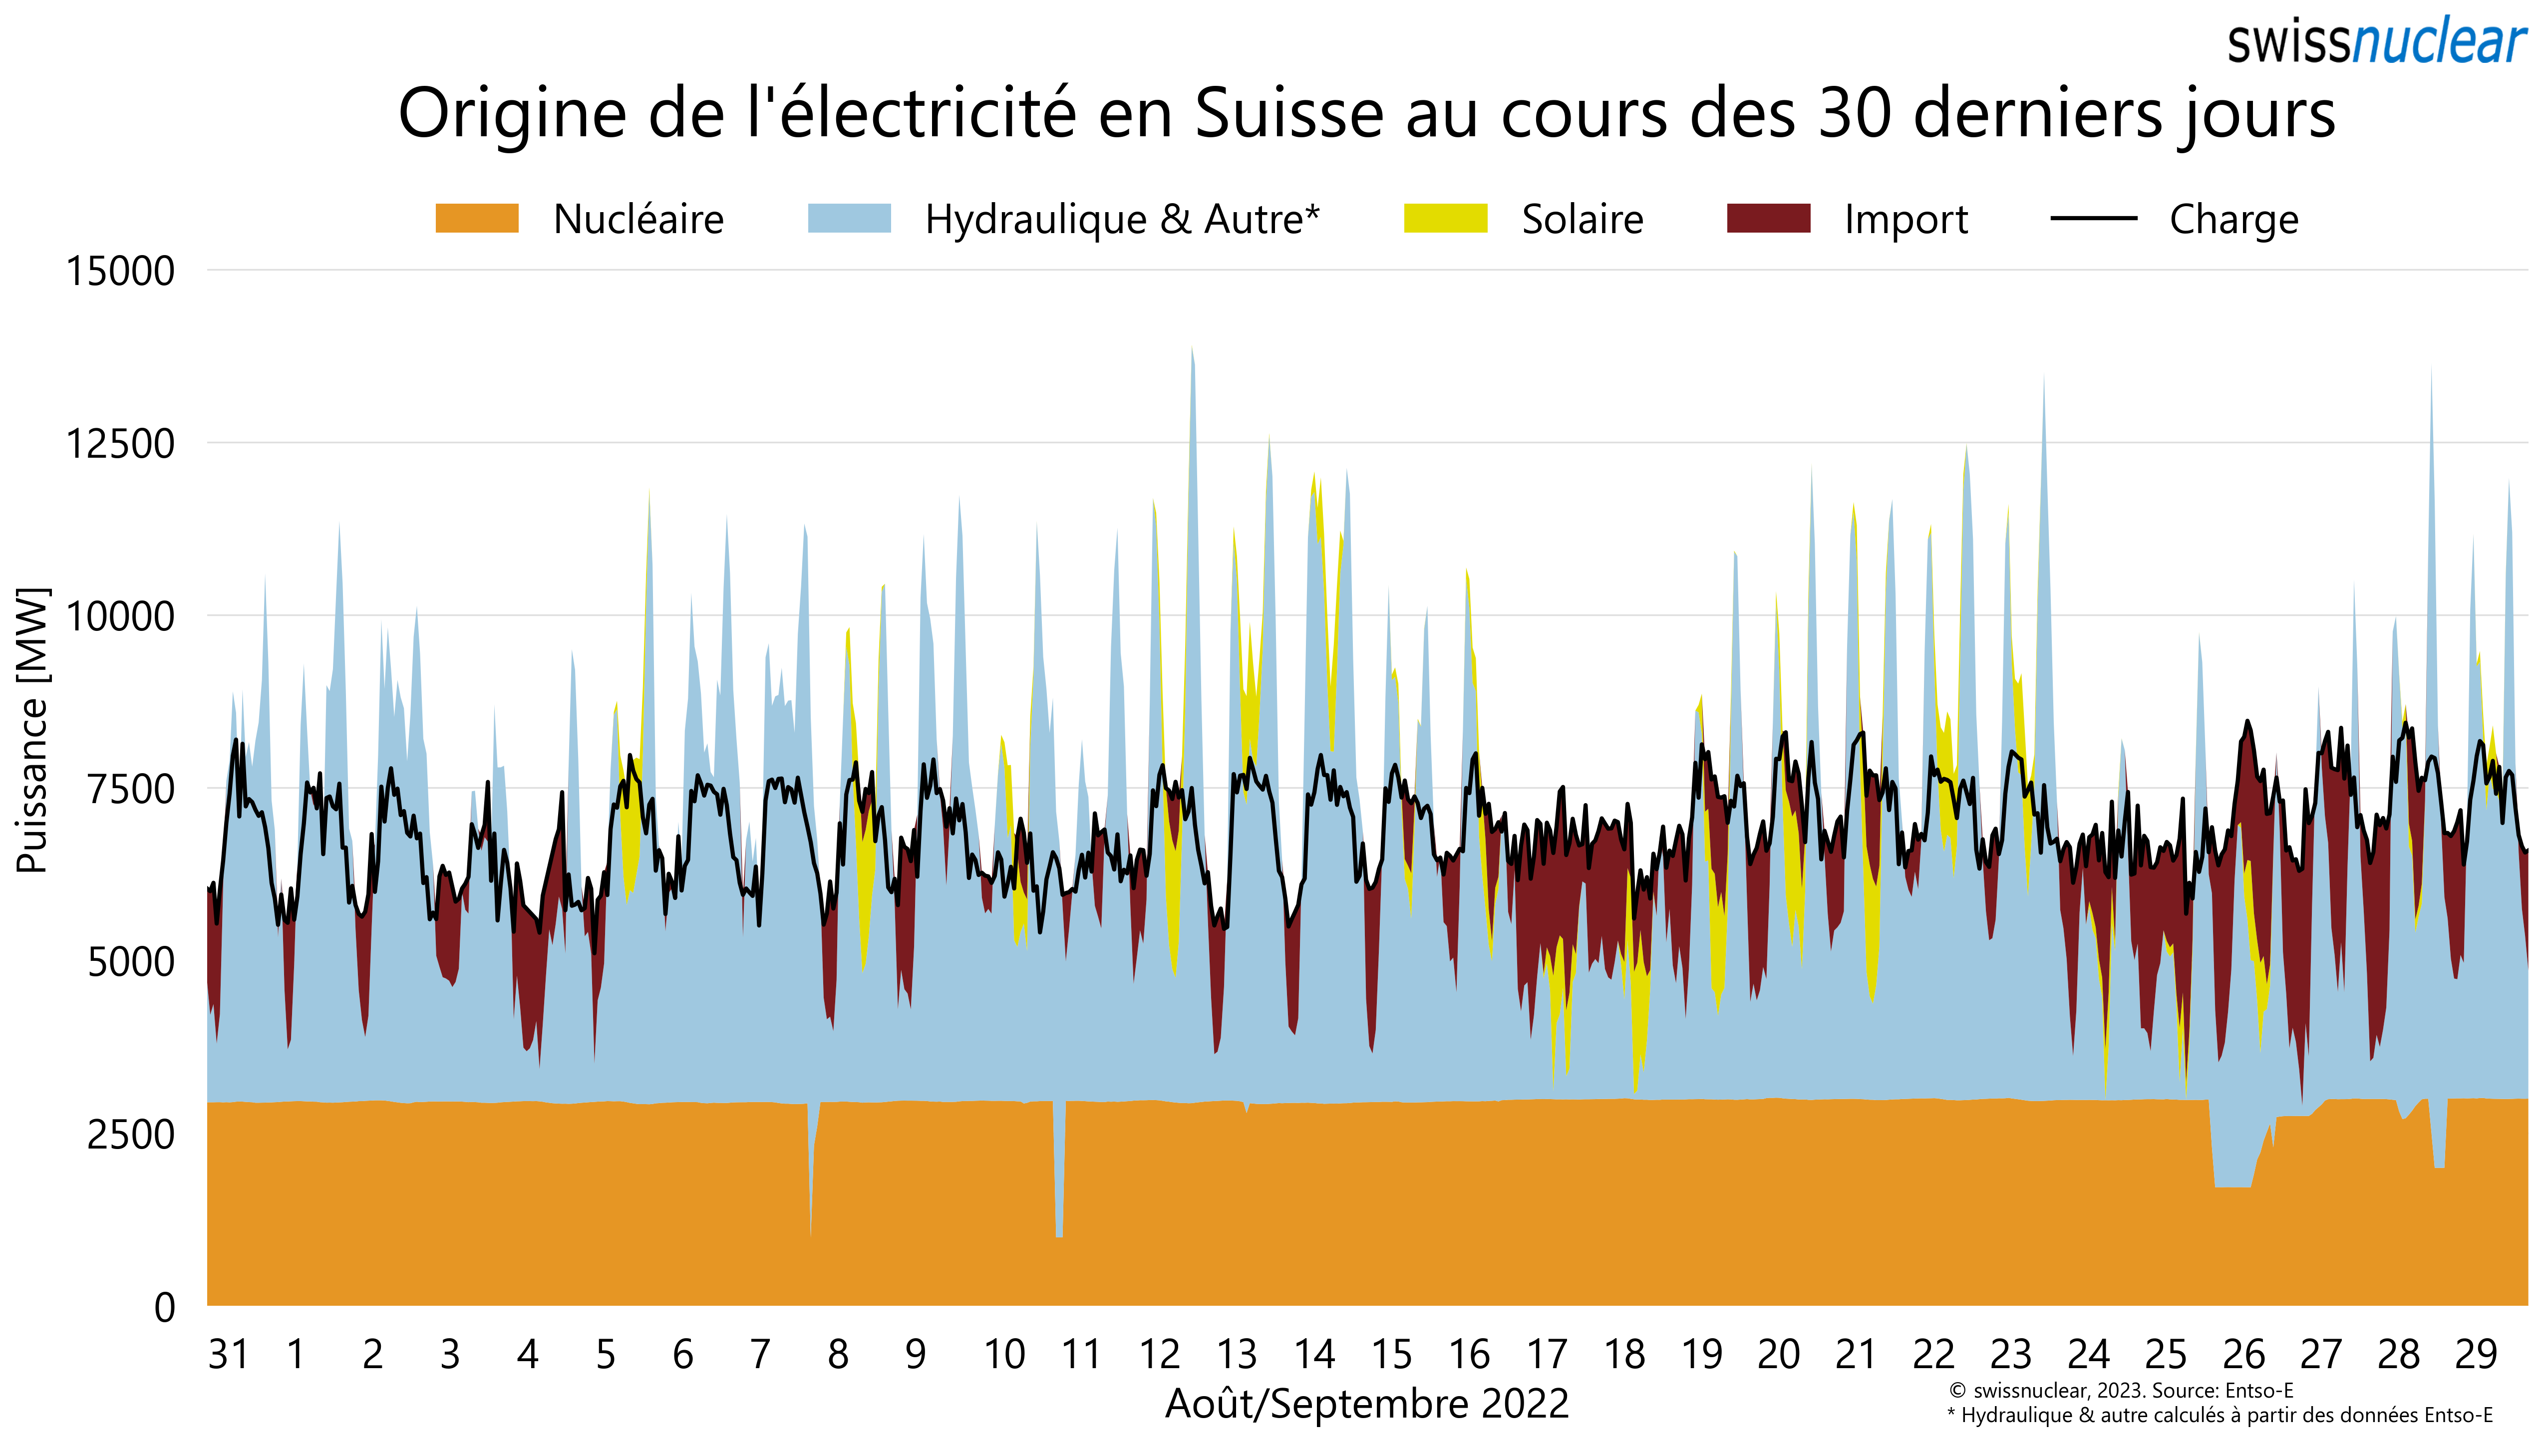 swissnuclear
Origine de l'électricité en Suisse au cours des 30 derniers jours
Nucléaire Hydraulique & Autre* Solaire Import Charge
15000
12500
10000
7500
5000
2500
0
Puissance [MW]
31 1 2 3 4 5 6 7 8 9 10 11 12 13 14 15 16 17 18 19 20 21 22 23 24 25 26 27 28 29
Août/Septembre 2022
© swissnuclear, 2023. Source: Entso-E
* Hydraulique & autre calculés à partir des données Entso-E